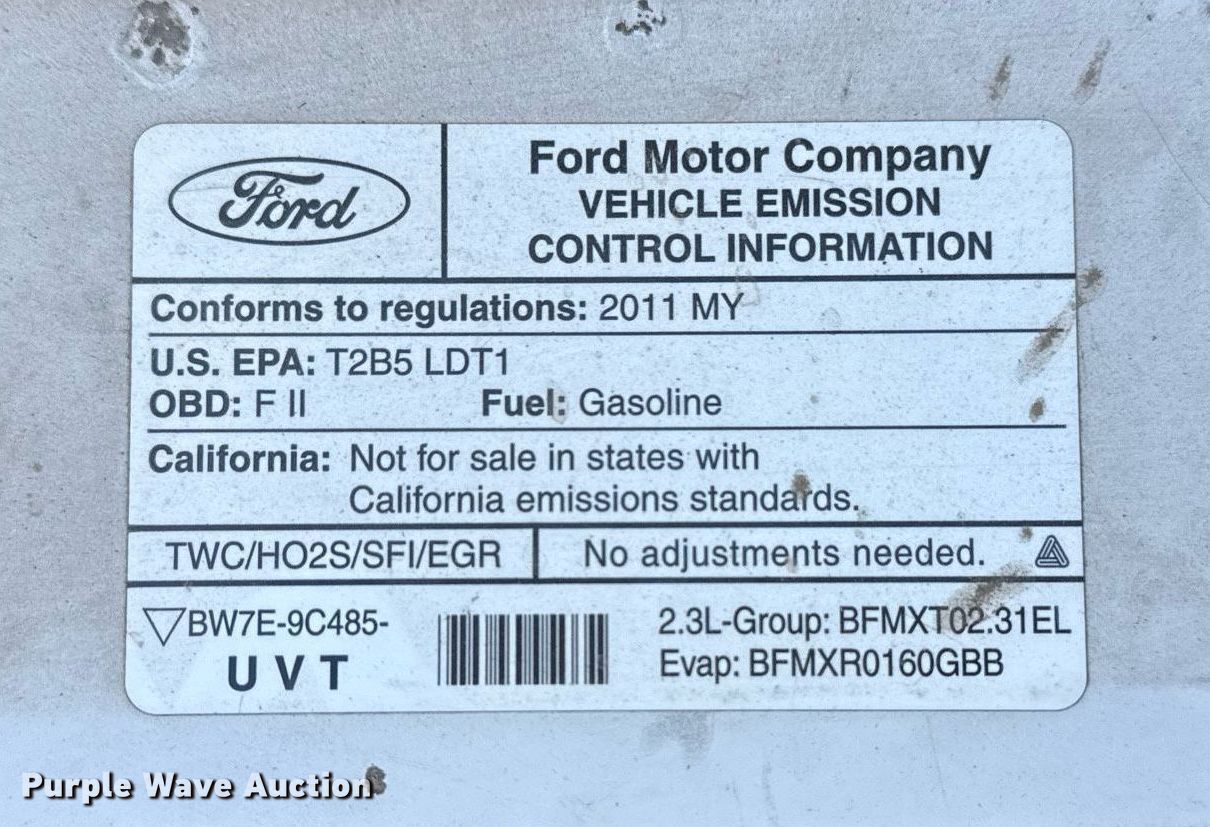 Ford
Ford Motor Company
VEHICLE EMISSION
CONTROL INFORMATION
Conforms to regulations: 2011 MY
U.S. EPA: T2B5 LDT1
OBD: F II Fuel: Gasoline
California: Not for sale in states with
California emissions standards.
TWC/HO2S/SFI/EGR No adjustments needed.
BW7E-9C485-
U V T
2.3L-Group: BFMXT02.31EL
Evap: BFMXR0160GBB
Purple Wave Auction